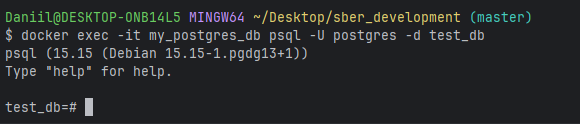 Daniil@DESKTOP-ONB14L5 MINGW64 ~/Desktop/sber_development (master)
$ docker exec -it my_postgres_db psql -U postgres -d test_db
psql (15.15 (Debian 15.15-1.pgdg13+1))
Type "help" for help.

test_db=#